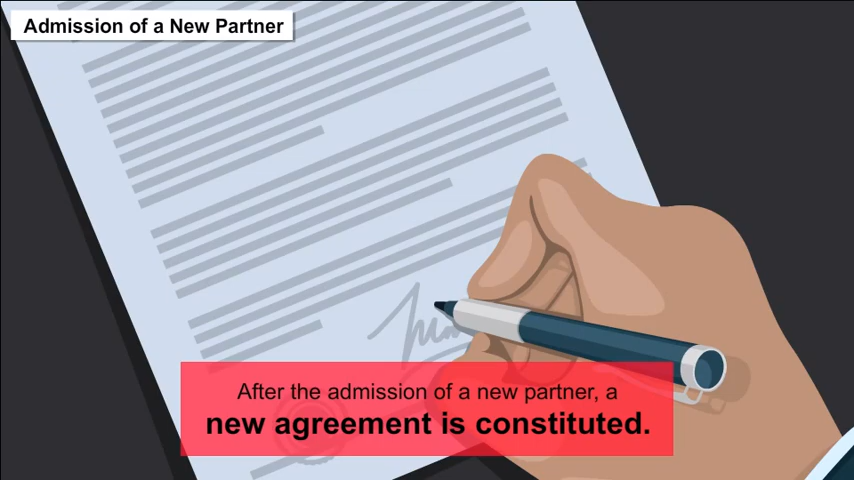 Admission of a New Partner
After the admission of a new partner, a
new agreement is constituted.